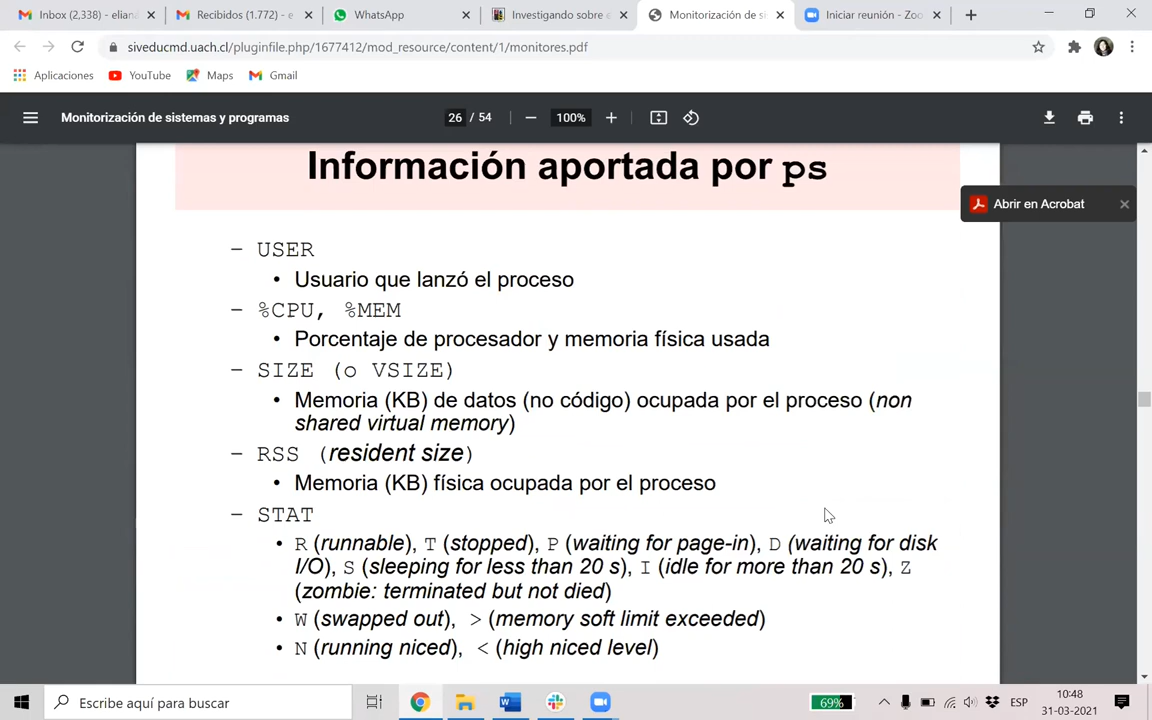 Inbox (2,338) - elian
Recibidos (1.772) - e
WhatsApp
Investigando sobre e
Monitorización de si
Iniciar reunión - Zoo
siveducmd.uach.cl/pluginfile.php/1677412/mod_resource/content/1/monitores.pdf
Aplicaciones
YouTube
Maps
Gmail
Monitorización de sistemas y programas
26 / 54
100%
Abrir en Acrobat
Información aportada por ps
– USER
• Usuario que lanzó el proceso
– %CPU, %MEM
• Porcentaje de procesador y memoria física usada
– SIZE (o VSIZE)
• Memoria (KB) de datos (no código) ocupada por el proceso (non
shared virtual memory)
– RSS (resident size)
• Memoria (KB) física ocupada por el proceso
– STAT
• R (runnable), T (stopped), P (waiting for page-in), D (waiting for disk
I/O), S (sleeping for less than 20 s), I (idle for more than 20 s), Z
(zombie: terminated but not died)
• W (swapped out), > (memory soft limit exceeded)
• N (running niced), < (high niced level)
Escribe aquí para buscar
69%
ESP
10:48
31-03-2021